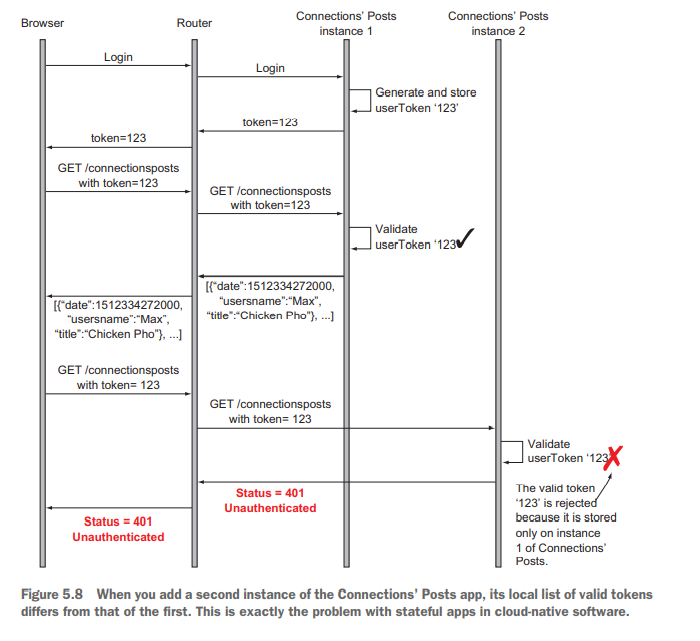 Browser
Router
Connections' Posts
instance 1
Connections' Posts
instance 2
Login
Login
Generate and store
userToken '123'
token=123
token=123
GET /connectionsposts
with token=123
GET /connectionsposts
with token=123
Validate
userToken '123'
[{"date":1512334272000,
"usersname":"Max",
"title":"Chicken Pho"}, ...]
[{"date":1512334272000,
"usersname":"Max",
"title":"Chicken Pho"}, ...]
GET /connectionsposts
with token= 123
GET /connectionsposts
with token= 123
Validate
userToken '123
The valid token
'123' is rejected
because it is stored
only on instance
1 of Connections'
Posts.
Status = 401
Unauthenticated
Status = 401
Unauthenticated
Figure 5.8 When you add a second instance of the Connections' Posts app, its local list of valid tokens
differs from that of the first. This is exactly the problem with stateful apps in cloud-native software.